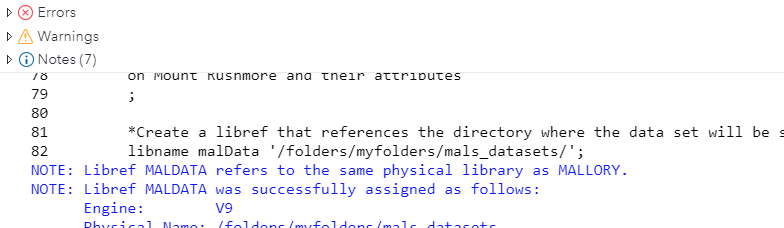 Errors
Warnings
Notes (7)
78 on Mount Rushmore and their attributes
79 ;
80
81 *Create a libref that references the directory where the data set will be s
82 libname malData '/folders/myfolders/mals_datasets/';
NOTE: Libref MALDATA refers to the same physical library as MALLORY.
NOTE: Libref MALDATA was successfully assigned as follows:
Engine: V9
Physical Name: /folders/myfolders/mals_datasets